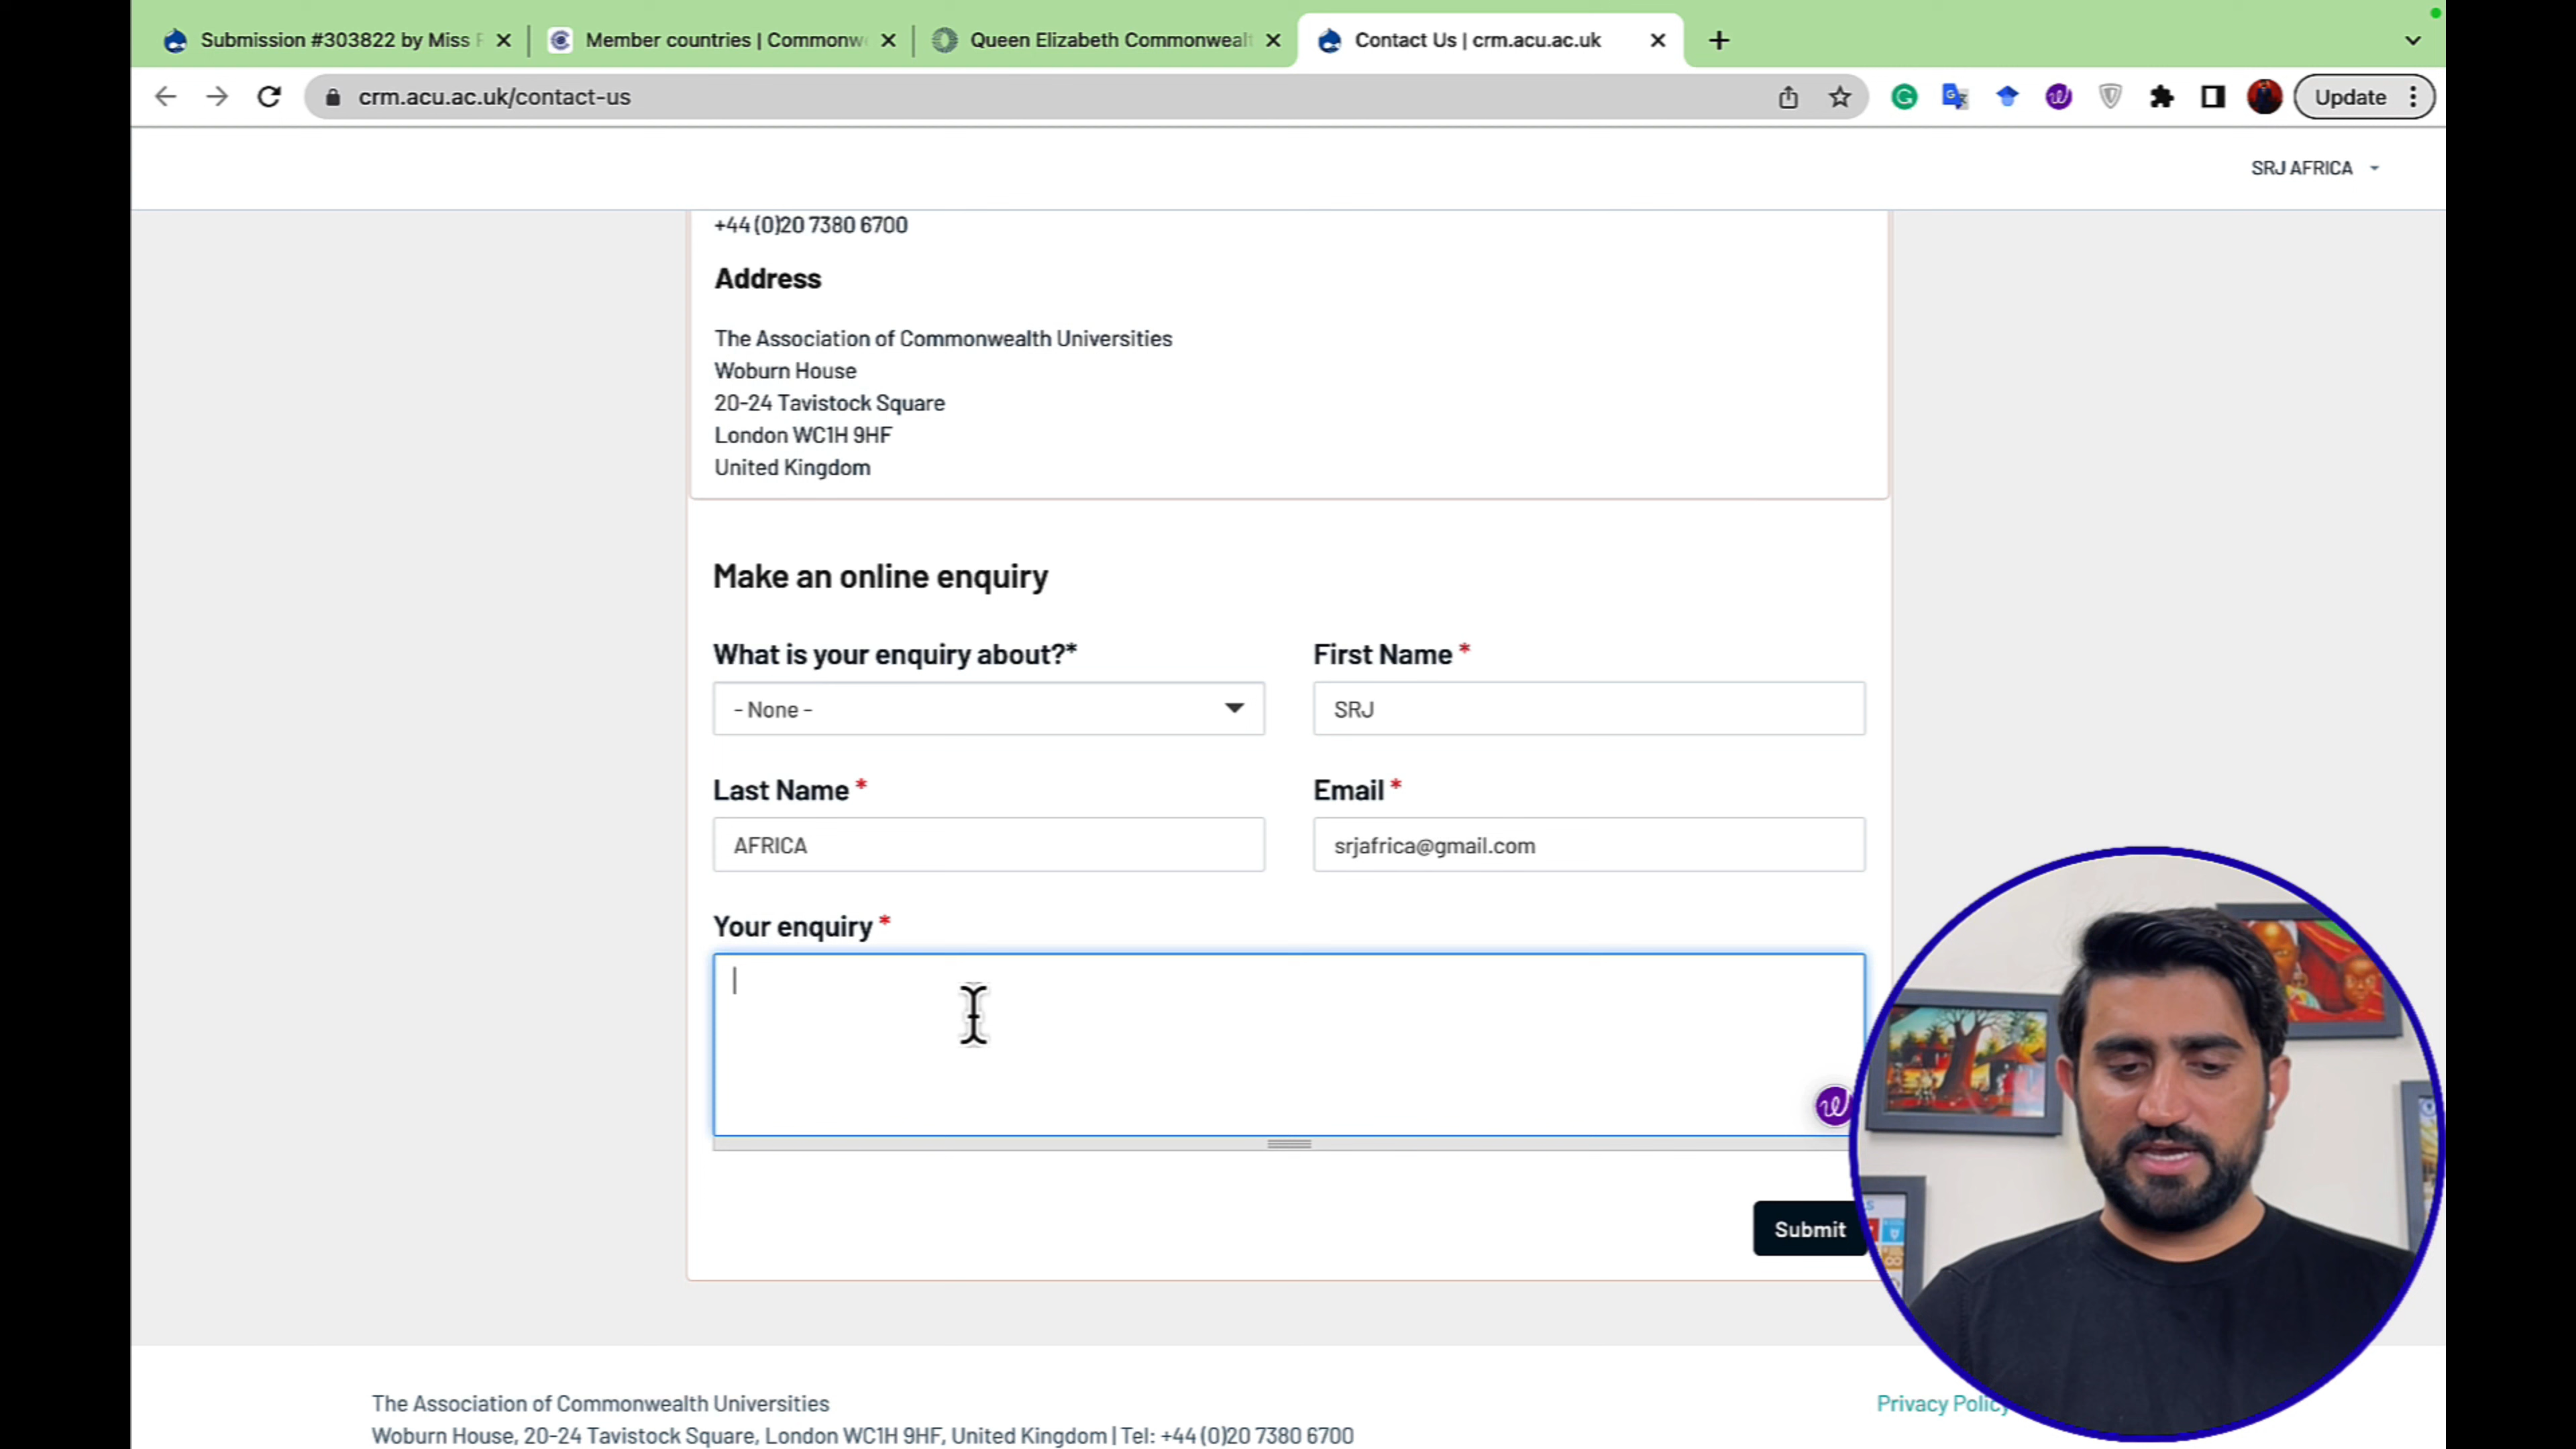 Submission #303822 by Miss
Member countries | Commonw
Queen Elizabeth Commonwealt
Contact Us | crm.acu.ac.uk
crm.acu.ac.uk/contact-us
Update
SRJ AFRICA
+44 (0)20 7380 6700
Address
The Association of Commonwealth Universities
Woburn House
20-24 Tavistock Square
London WC1H 9HF
United Kingdom
Make an online enquiry
What is your enquiry about?*
First Name *
- None -
SRJ
Last Name *
Email *
AFRICA
srjafrica@gmail.com
Your enquiry *
Submit
The Association of Commonwealth Universities
Privacy Policy
Woburn House, 20-24 Tavistock Square, London WC1H 9HF, United Kingdom | Tel: +44 (0)20 7380 6700